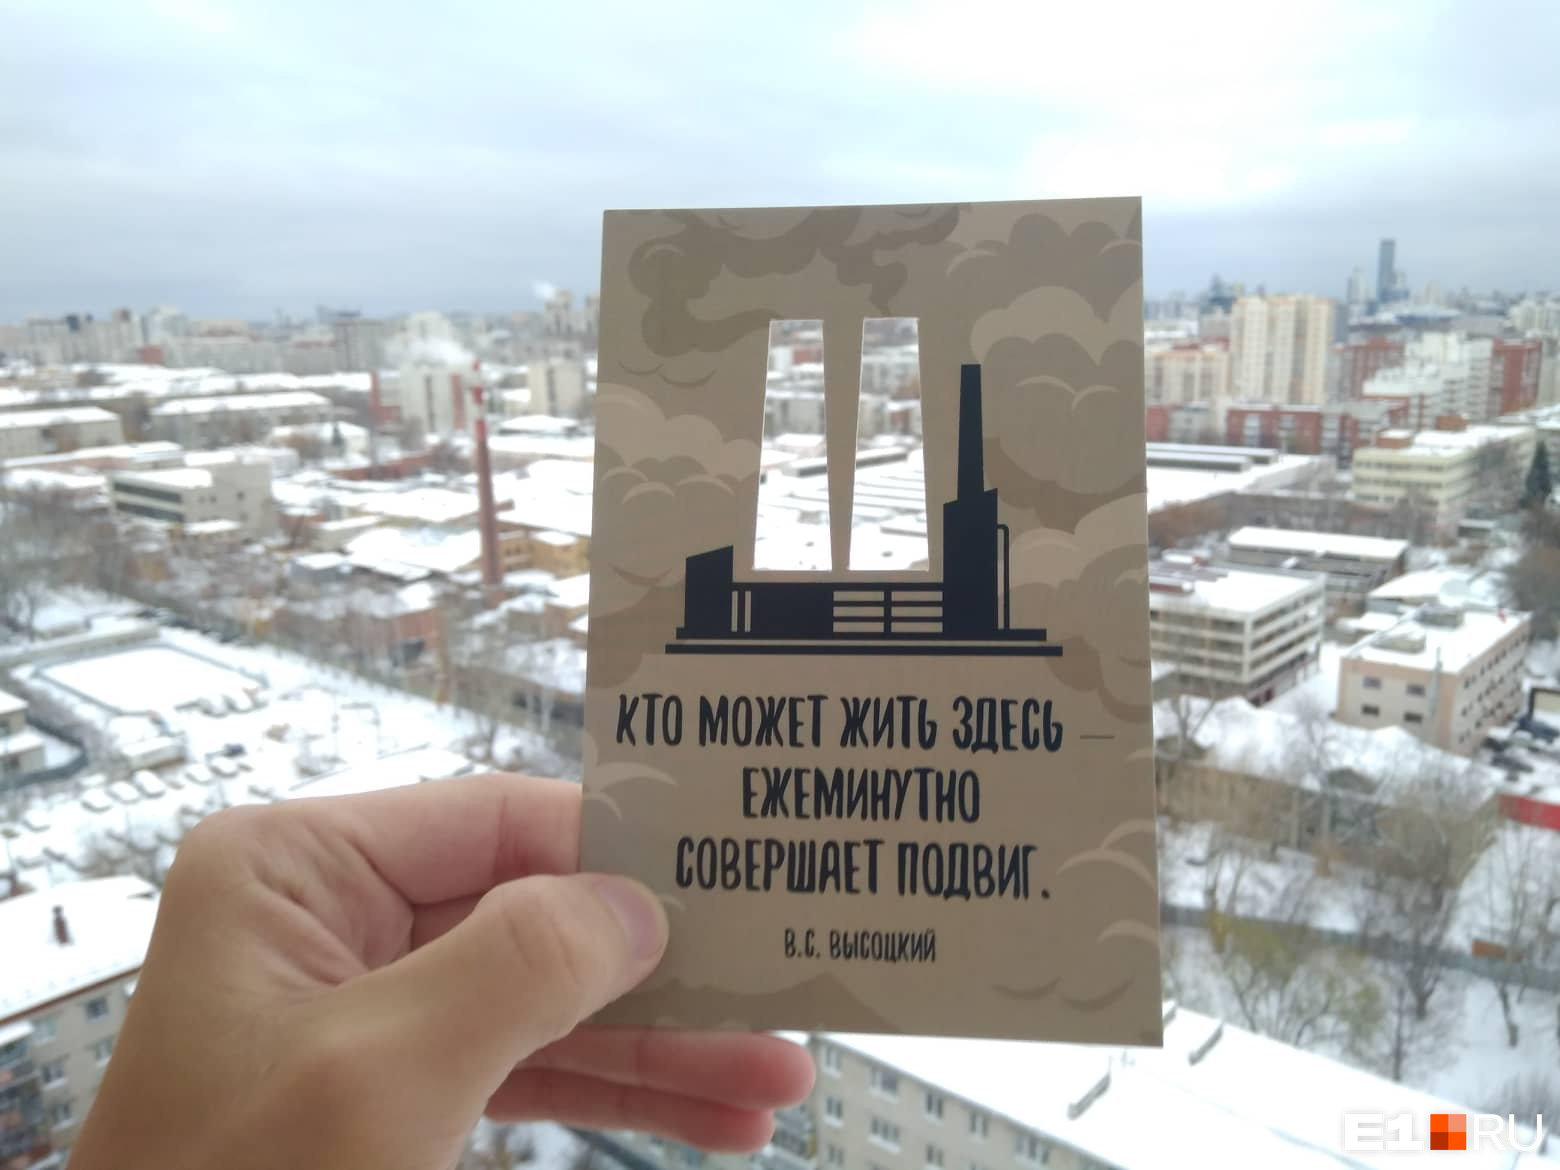 КТО МОЖЕТ ЖИТЬ ЗДЕСЬ —
ЕЖЕМИНУТНО
СОВЕРШАЕТ ПОДВИГ.
В.С. ВЫСОЦКИЙ
E1 RU